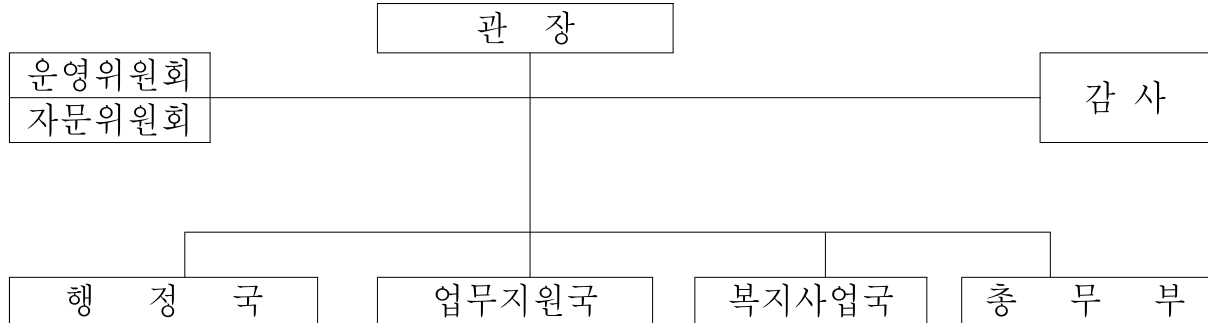 관 장
운영위원회
자문위원회
감 사
행 정 국
업무지원국
복지사업국
총 무 부